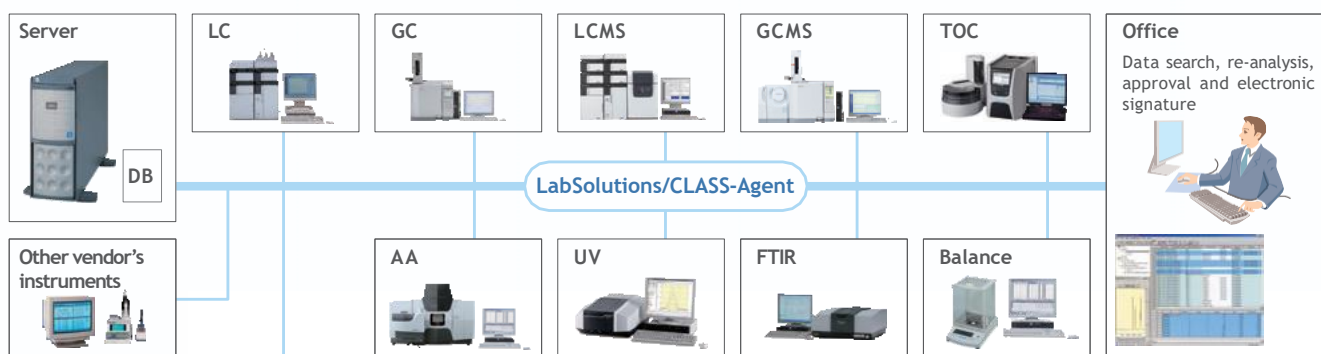 Server
LC
GC
LCMS
GCMS
TOC
Office
Data search, re-analysis,
approval and electronic
signature
DB
LabSolutions/CLASS-Agent
Other vendor's
instruments
AA
UV
FTIR
Balance